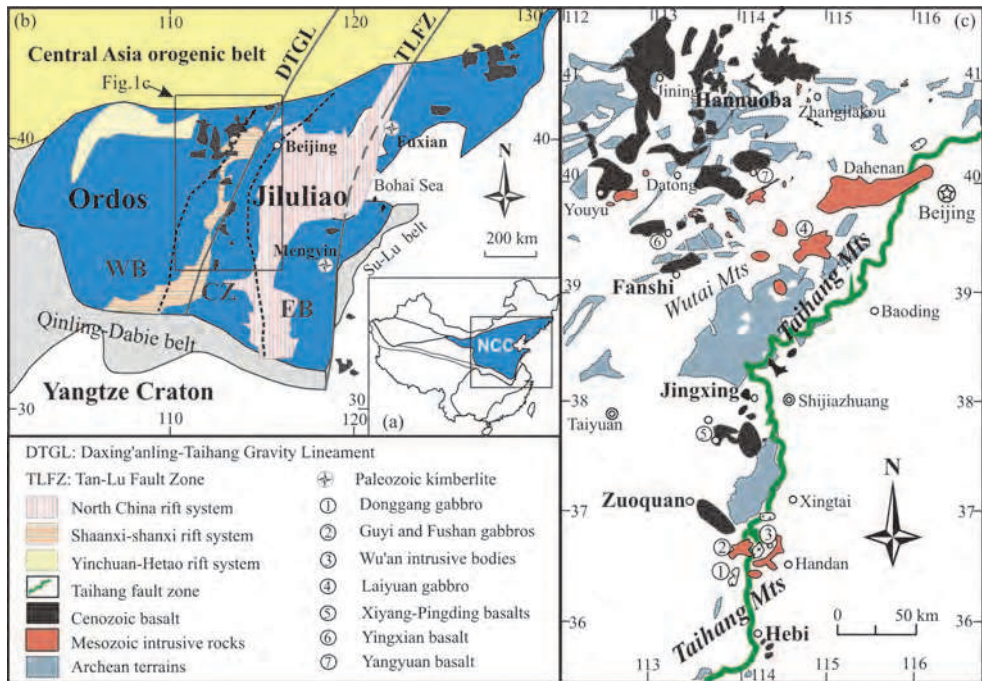 (b)
110
120
130
Central Asia orogenic belt
DTGL
TLFZ
Fig.1c
40
40
Beijing
Fuxian
Ordos
Jiluliao
Bohai Sea
N
200 km
WB
Mengyin
Su-Lu belt
CZ
EB
Qinling-Dabie belt
NCC
Yangtze Craton
30
30
110
120
(a)
DTGL: Daxing'anling-Taihang Gravity Lineament
TLFZ: Tan-Lu Fault Zone
North China rift system
Shaanxi-shanxi rift system
Yinchuan-Hetao rift system
Taihang fault zone
Cenozoic basalt
Mesozoic intrusive rocks
Archean terrains
Paleozoic kimberlite
① Donggang gabbro
② Guyi and Fushan gabbros
③ Wu'an intrusive bodies
④ Laiyuan gabbro
⑤ Xiyang-Pingding basalts
⑥ Yingxian basalt
⑦ Yangyuan basalt
112
113
114
115
116
(c)
41
41
Jining
Hannuoba
Zhangjiakou
Dahenan
40
40
Datong
⑦
Youyu
Beijing
⑥
④
Fanshi
Wutai Mts
Taihang Mts
39
39
Baoding
Jingxing
Shijiazhuang
38
38
Taiyuan
⑤
Zuoquan
Xingtai
N
37
37
②
③
Handan
①
Taihang Mts
0 50 km
Hebi
36
36
113
114
115
116